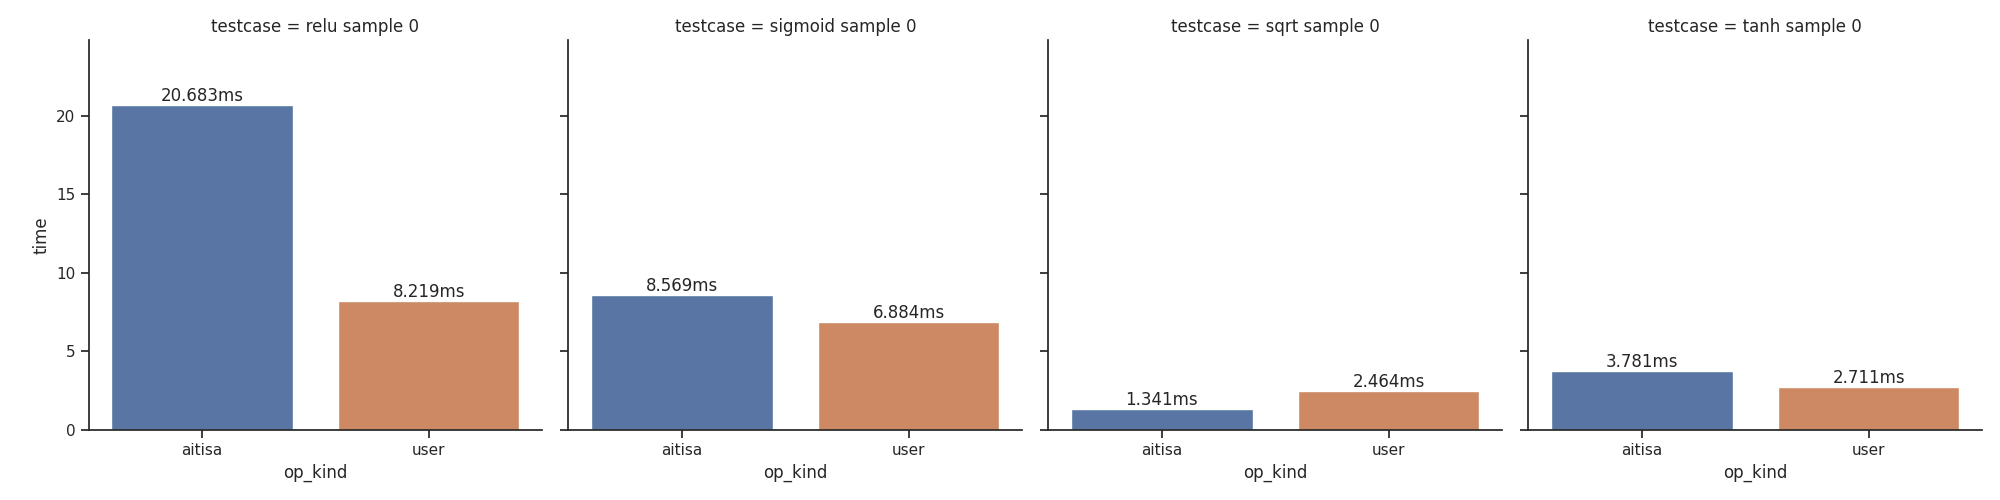 testcase = relu sample 0
time
20
15
10
5
0
20.683ms
8.219ms
aitisa
user
op_kind
testcase = sigmoid sample 0
8.569ms
6.884ms
aitisa
user
op_kind
testcase = sqrt sample 0
1.341ms
2.464ms
aitisa
user
op_kind
testcase = tanh sample 0
3.781ms
2.711ms
aitisa
user
op_kind